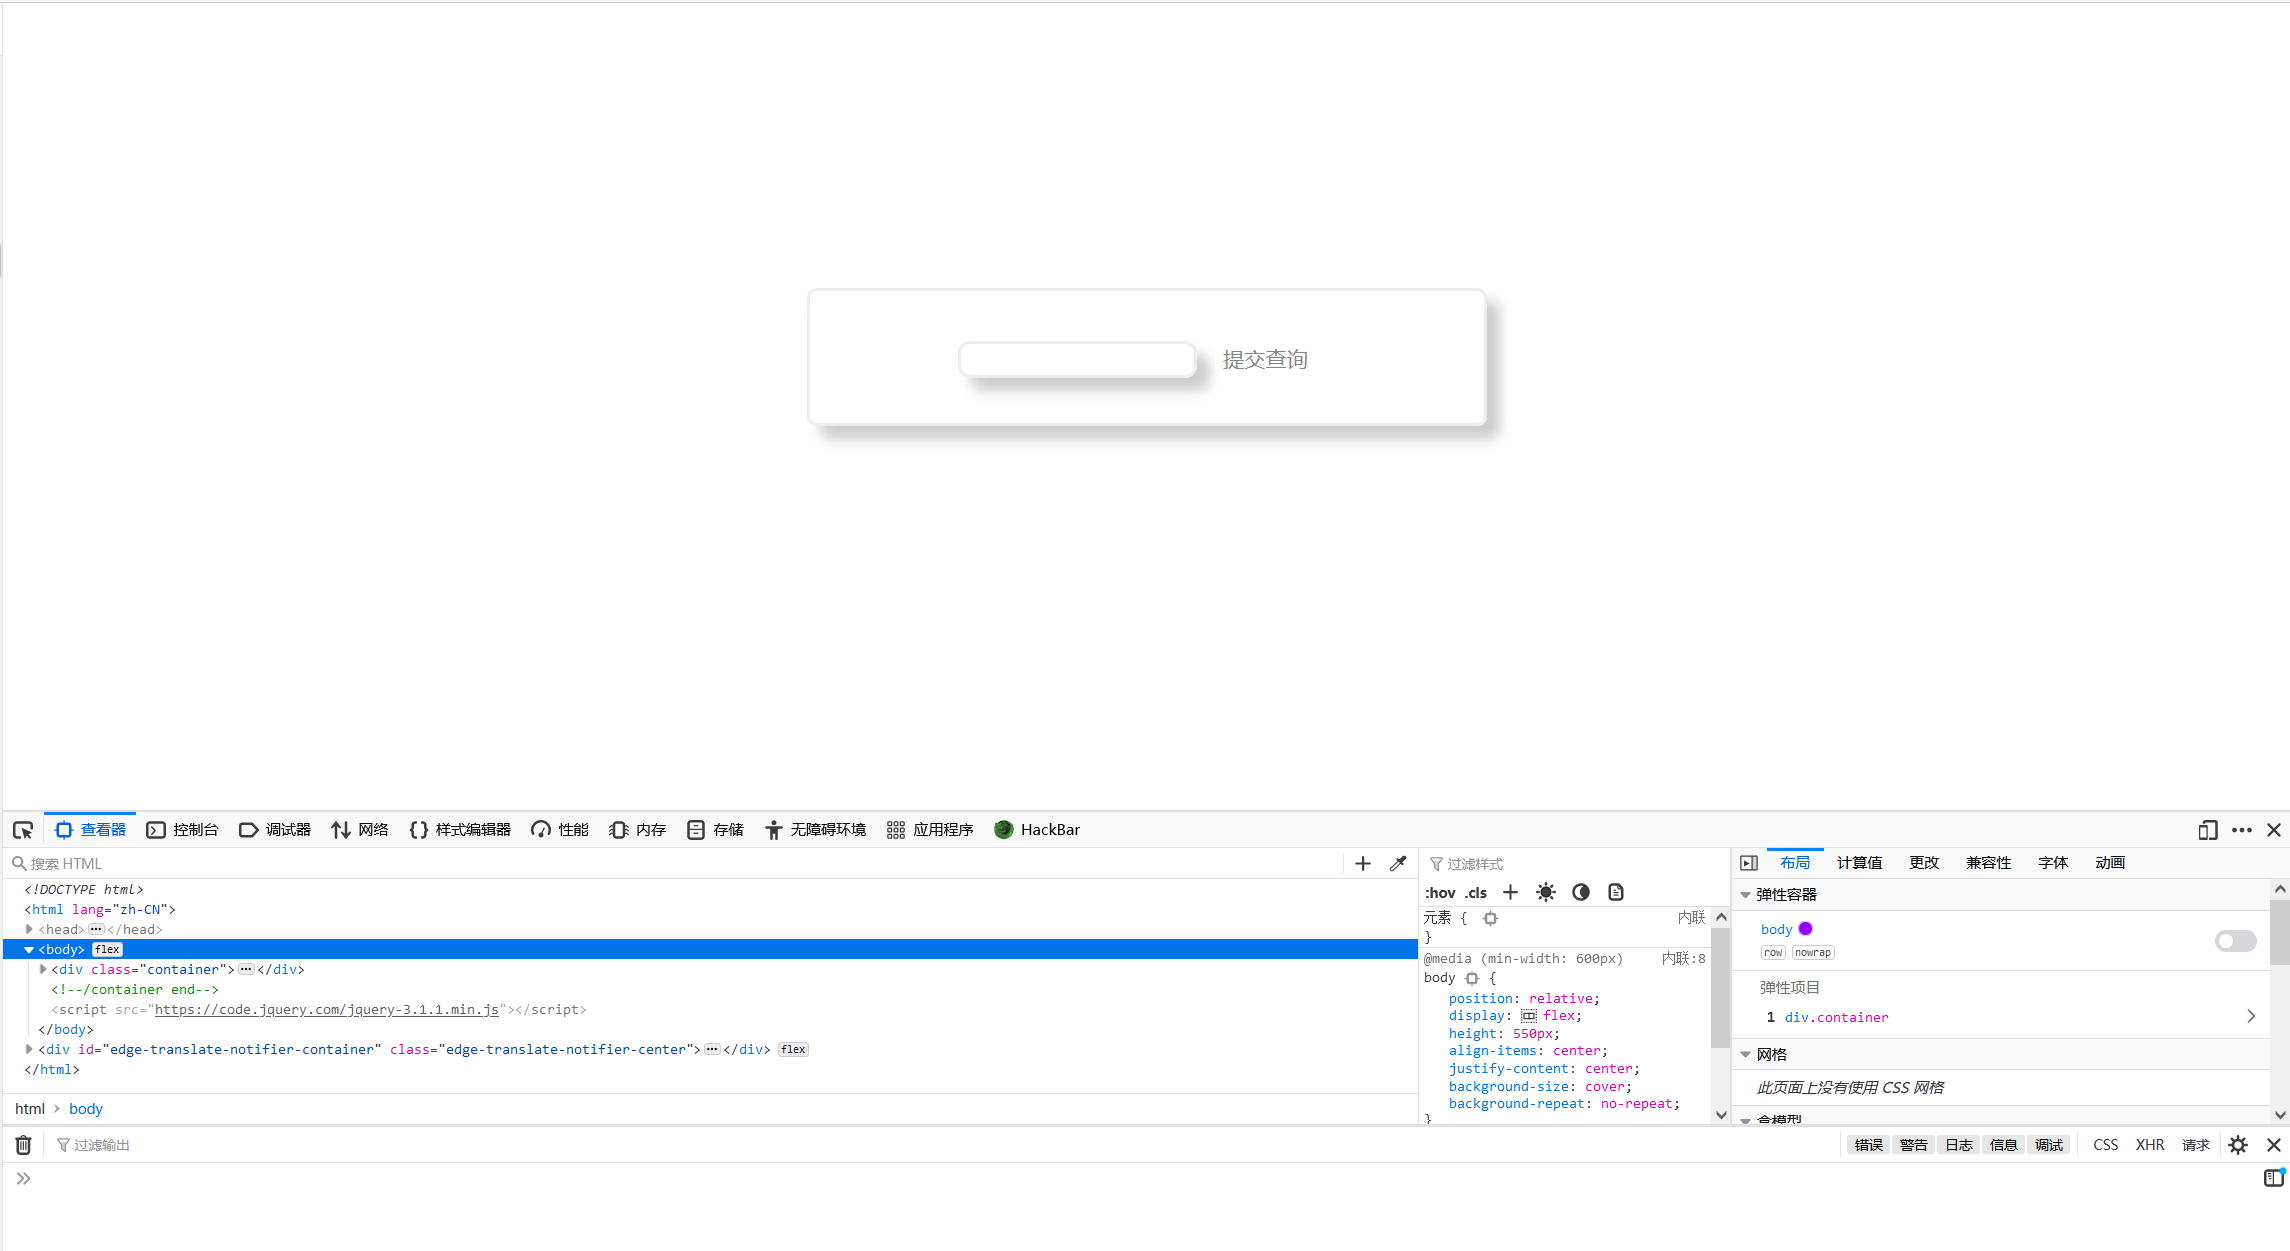 提交查询
查看器 控制台 调试器 网络 样式编辑器 性能 内存 存储 无障碍环境 应用程序 HackBar
搜索 HTML
<!DOCTYPE html>
<html lang="zh-CN">
<head> ••• </head>
<body> flex
<div class="container"> ••• </div>
<!--/container end-->
<script src="https://code.jquery.com/jquery-3.1.1.min.js"></script>
</body>
<div id="edge-translate-notifier-container" class="edge-translate-notifier-center"> ••• </div> flex
</html>
html > body
过滤样式
:hov .cls
元素 { 内联
}
@media (min-width: 600px) 内联:8
body {
position: relative;
display: flex;
height: 550px;
align-items: center;
justify-content: center;
background-size: cover;
background-repeat: no-repeat;
}
布局 计算值 更改 兼容性 字体 动画
弹性容器
body
row nowrap
弹性项目
1 div.container
网格
此页面上没有使用 CSS 网格
盒模型
过滤输出
错误 警告 日志 信息 调试 CSS XHR 请求